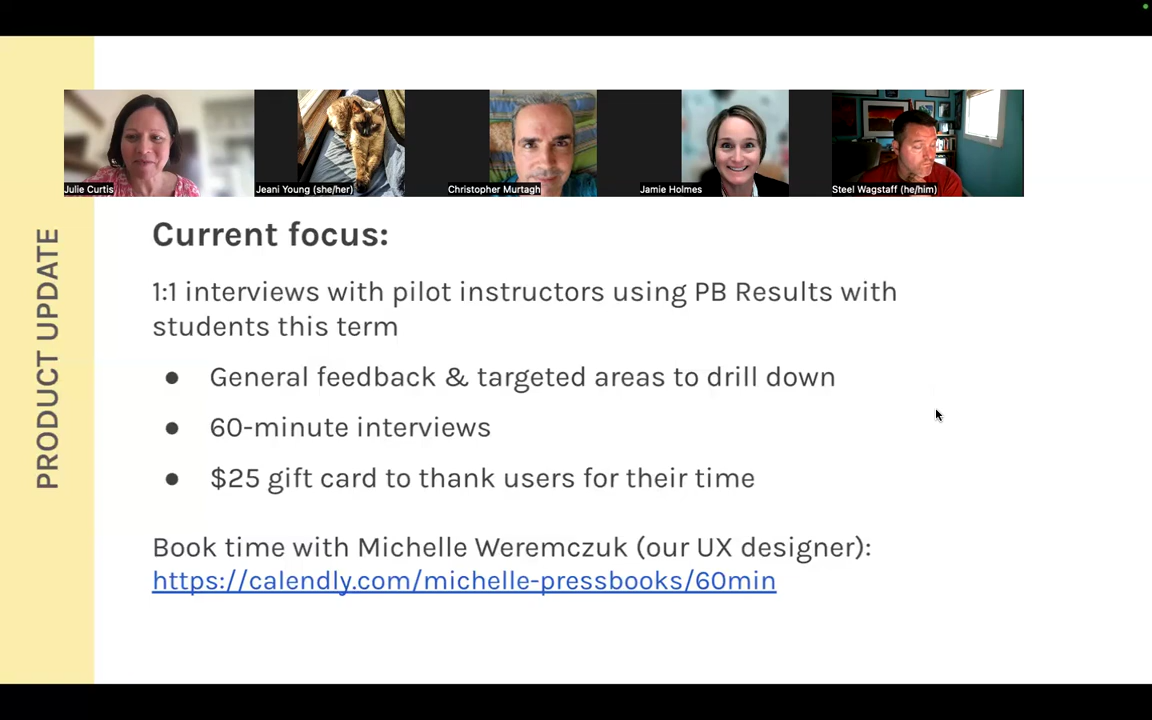 Julie Curtis
Jeani Young (she/her)
Christopher Murtagh
Jamie Holmes
Steel Wagstaff (he/him)
PRODUCT UPDATE
Current focus:
1:1 interviews with pilot instructors using PB Results with
students this term
● General feedback & targeted areas to drill down
● 60-minute interviews
● $25 gift card to thank users for their time
Book time with Michelle Weremczuk (our UX designer):
https://calendly.com/michelle-pressbooks/60min